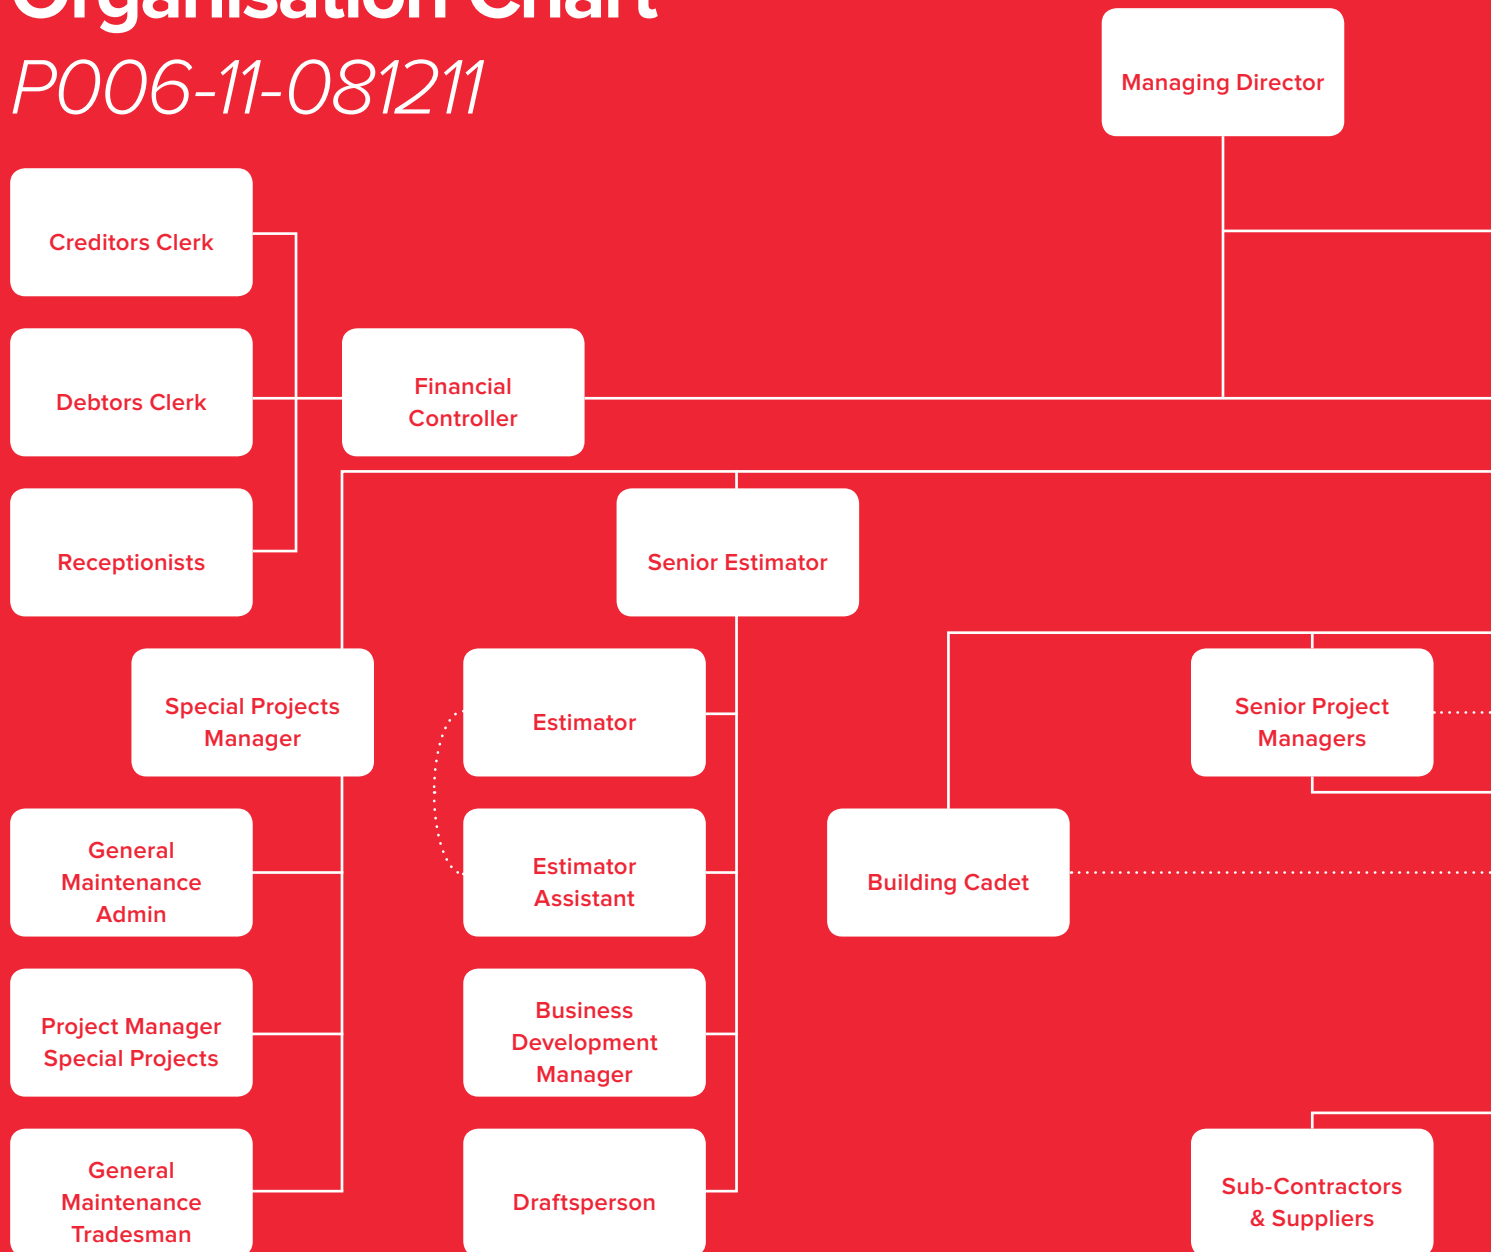 Organisation Chart
P006-11-081211
Managing Director
Creditors Clerk
Debtors Clerk
Financial
Controller
Receptionists
Senior Estimator
Special Projects
Manager
Estimator
Senior Project
Managers
General
Maintenance
Admin
Estimator
Assistant
Building Cadet
Project Manager
Special Projects
Business
Development
Manager
General
Maintenance
Tradesman
Draftsperson
Sub-Contractors
& Suppliers